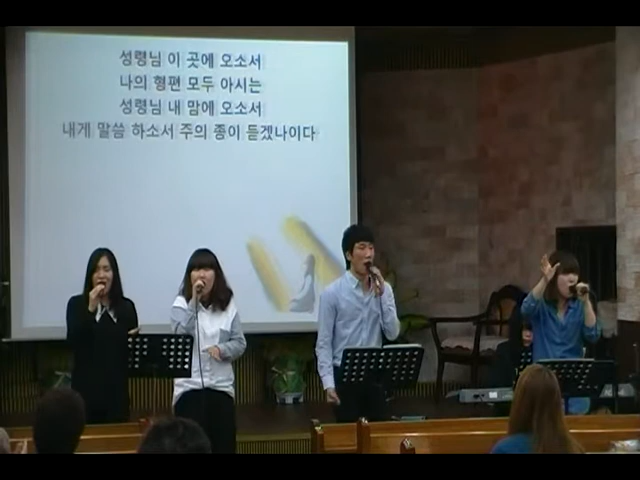 성령님 이 곳에 오소서
나의 형편 모두 아시는
성령님 내 맘에 오소서
내게 말씀 하소서 주의 종이 듣겠나이다